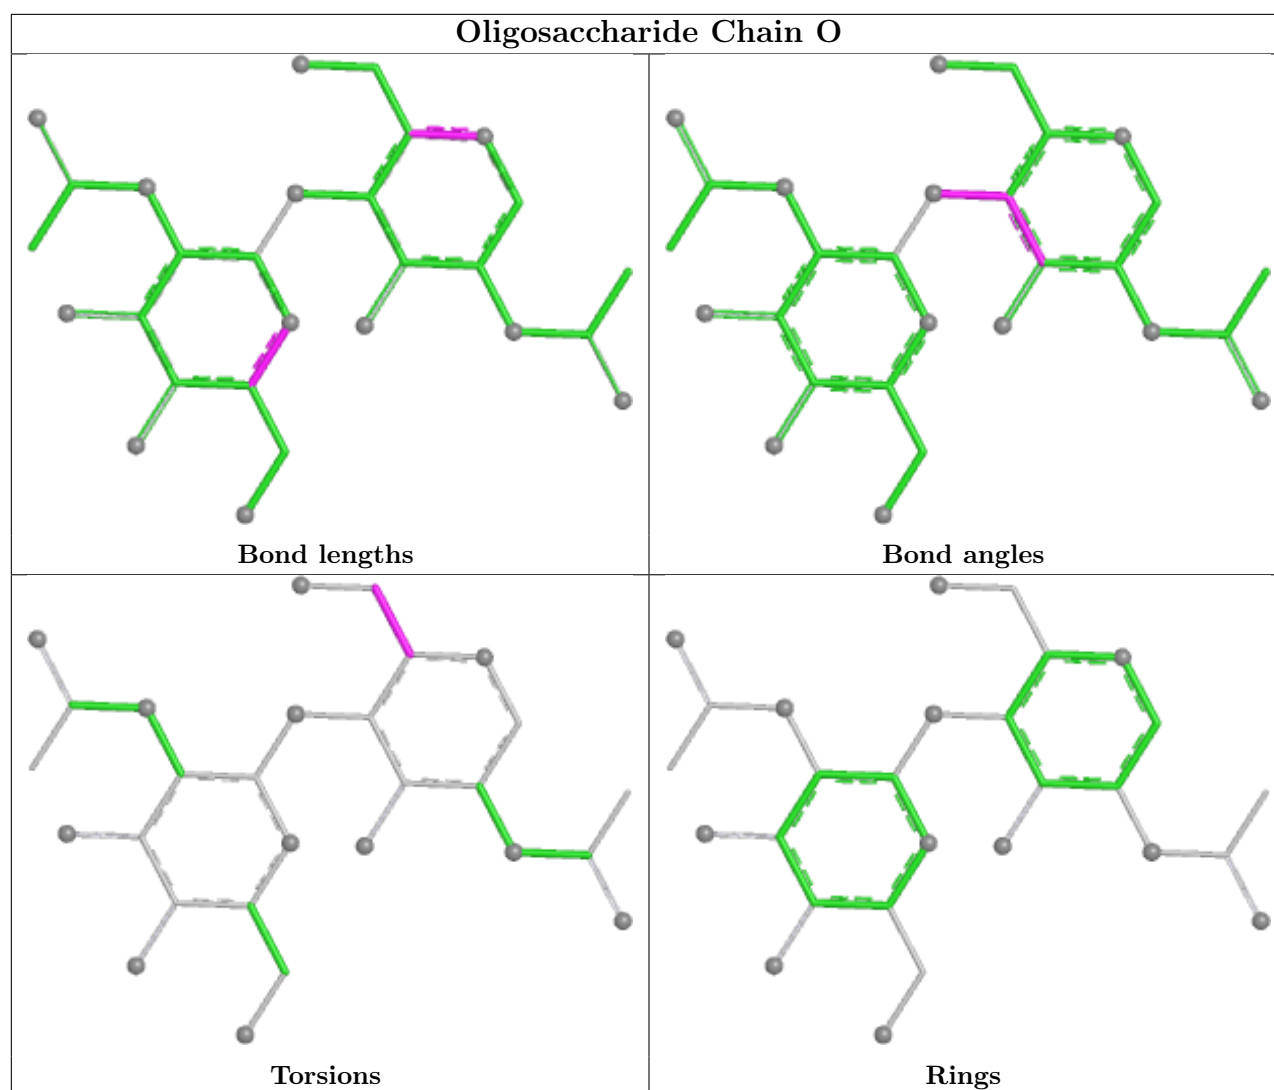 Oligosaccharide Chain O
Bond lengths
Bond angles
Torsions
Rings